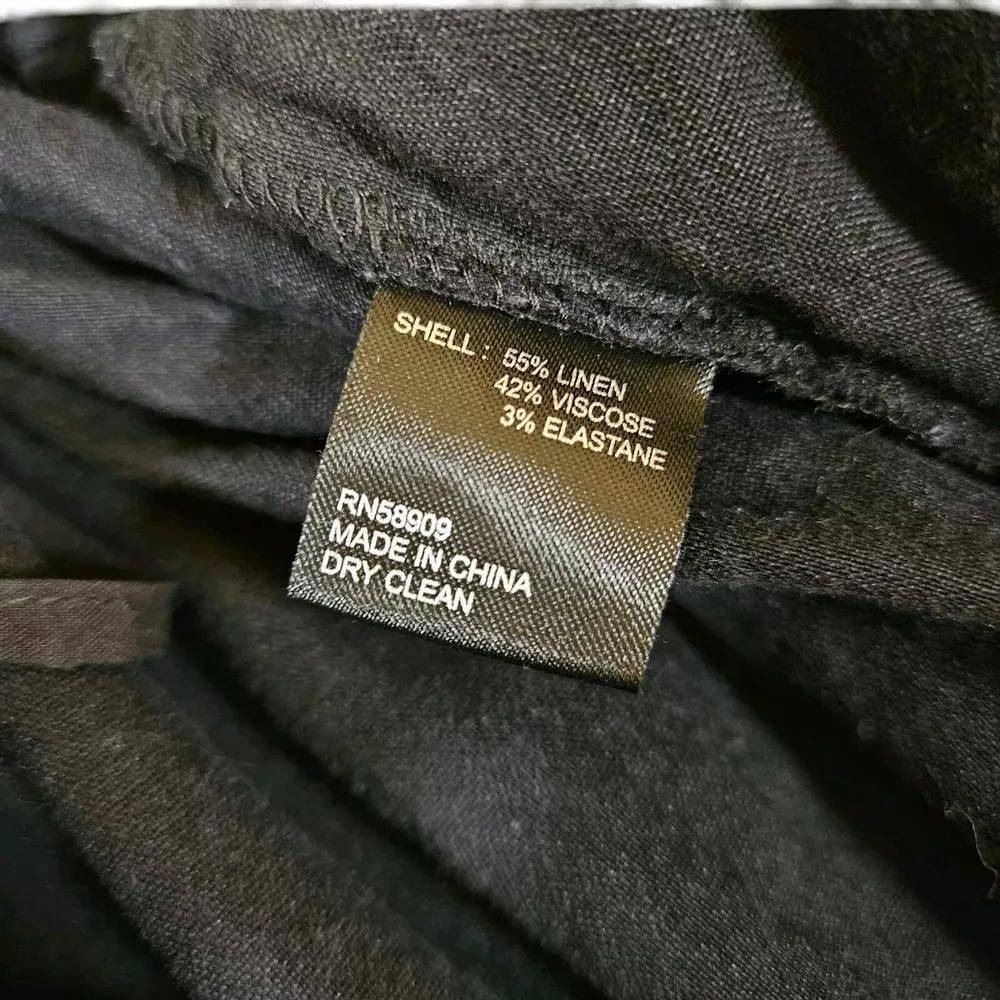 SHELL : 55% LINEN
42% VISCOSE
3% ELASTANE
RN58909
MADE IN CHINA
DRY CLEAN